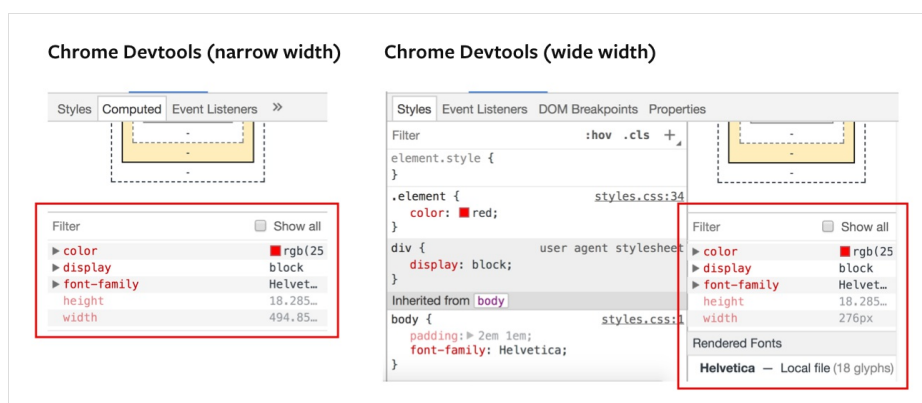 Chrome Devtools (narrow width)
Styles Computed Event Listeners »
-
-
-
Filter Show all
color rgb(25
display block
font-family Helvet…
height 18.285…
width 494.85…
Chrome Devtools (wide width)
Styles Event Listeners DOM Breakpoints Properties
Filter :hov .cls +
element.style {
}
.element { styles.css:34
color: red;
}
div { user agent stylesheet
display: block;
}
Inherited from body
body { styles.css:1
padding: 2em 1em;
font-family: Helvetica;
}
-
-
-
Filter Show all
color rgb(25
display block
font-family Helvet…
height 18.285…
width 276px
Rendered Fonts
Helvetica — Local file (18 glyphs)